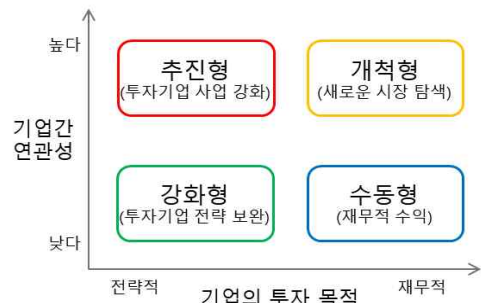 높다
추진형
(투자기업 사업 강화)
개척형
(새로운 시장 탐색)
기업간
연관성
강화형
(투자기업 전략 보완)
수동형
(재무적 수익)
낮다
전략적
기업의 투자 목적
재무적